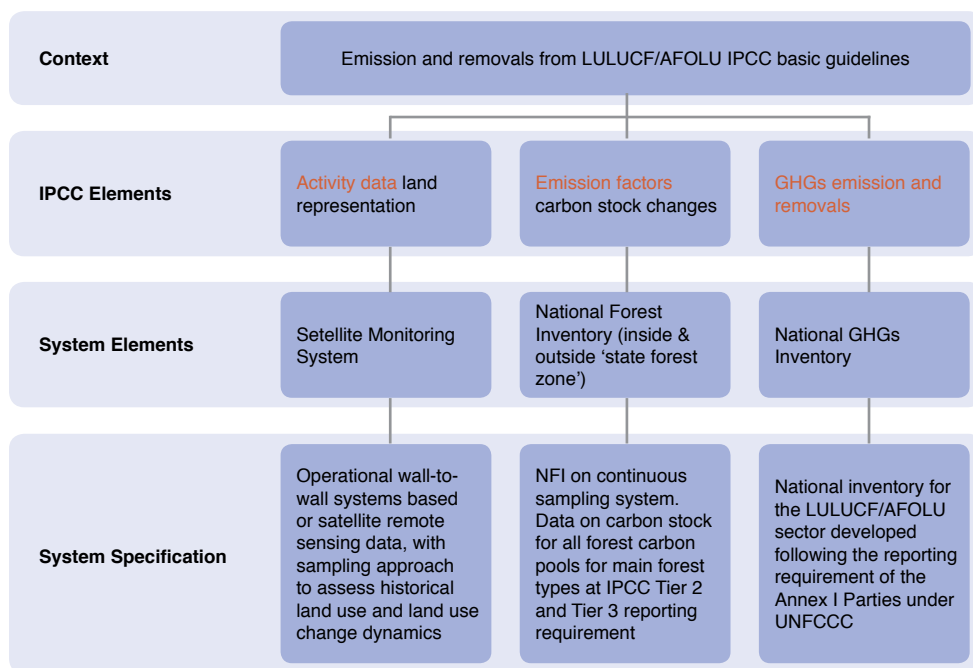 Context
Emission and removals from LULUCF/AFOLU IPCC basic guidelines
IPCC Elements
Activity data land
representation
Emission factors
carbon stock changes
GHGs emission and
removals
System Elements
Setellite Monitoring
System
National Forest
Inventory (inside &
outside ‘state forest
zone’)
National GHGs
Inventory
System Specification
Operational wall-to-
wall systems based
or satellite remote
sensing data, with
sampling approach
to assess historical
land use and land use
change dynamics
NFI on continuous
sampling system.
Data on carbon stock
for all forest carbon
pools for main forest
types at IPCC Tier 2
and Tier 3 reporting
requirement
National inventory for
the LULUCF/AFOLU
sector developed
following the reporting
requirement of the
Annex I Parties under
UNFCCC